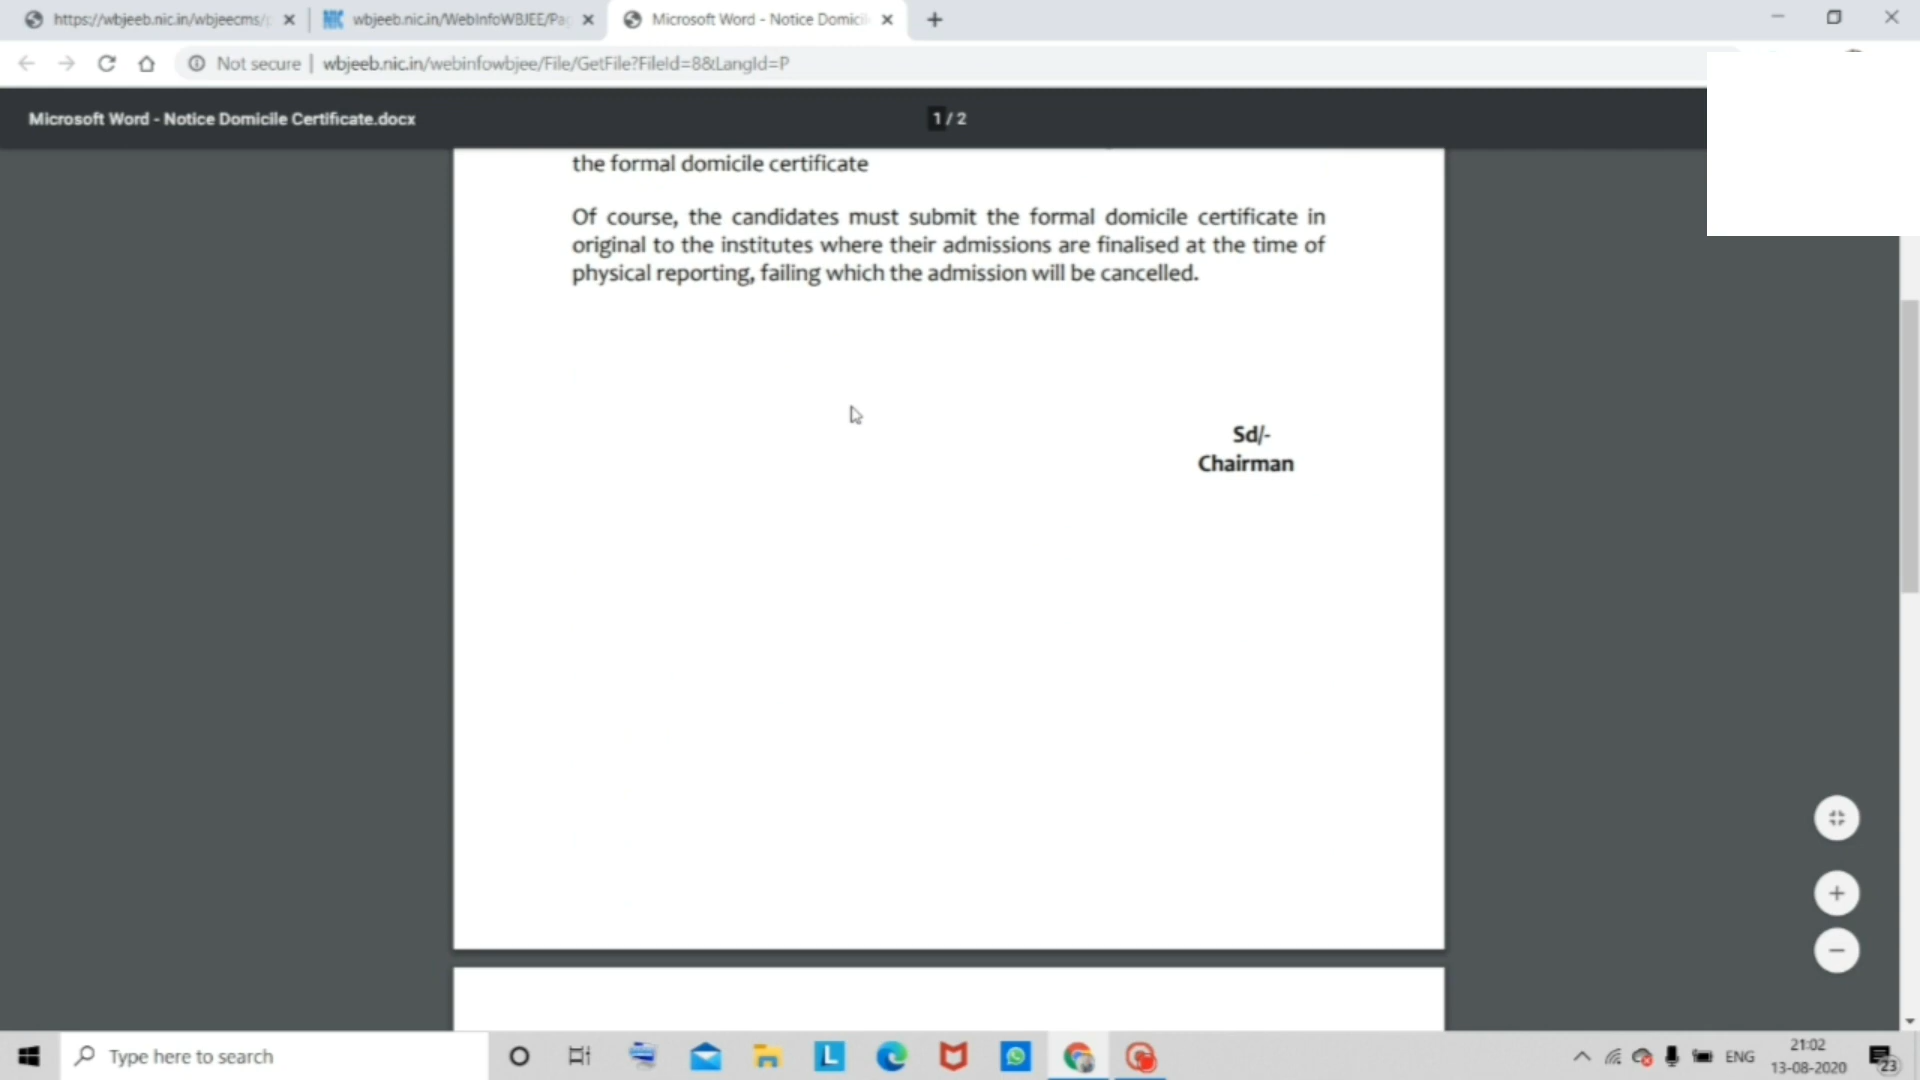 https://wbjeeb.nic.in/wbjeecms/p
wbjeeb.nic.in/WebInfoWBJEE/Pag
Microsoft Word - Notice Domicil
Not secure | wbjeeb.nic.in/webinfowbjee/File/GetFile?FileId=8&LangId=P
Microsoft Word - Notice Domicile Certificate.docx
1 / 2
the formal domicile certificate
Of course, the candidates must submit the formal domicile certificate in
original to the institutes where their admissions are finalised at the time of
physical reporting, failing which the admission will be cancelled.
Sd/-
Chairman
Type here to search
L
ENG
21:02
13-08-2020
23